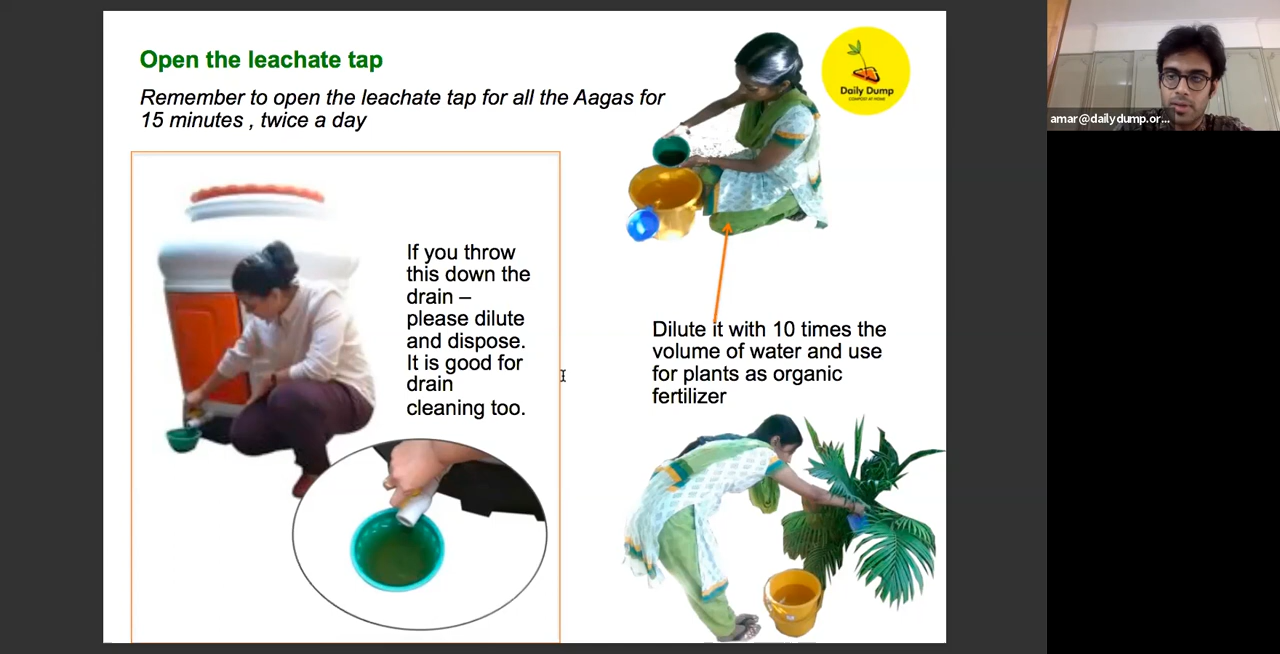 Open the leachate tap
Remember to open the leachate tap for all the Aagas for
15 minutes , twice a day
Daily Dump
COMPOST AT HOME
amar@dailydump.or...
If you throw
this down the
drain –
please dilute
and dispose.
It is good for
drain
cleaning too.
Dilute it with 10 times the
volume of water and use
for plants as organic
fertilizer